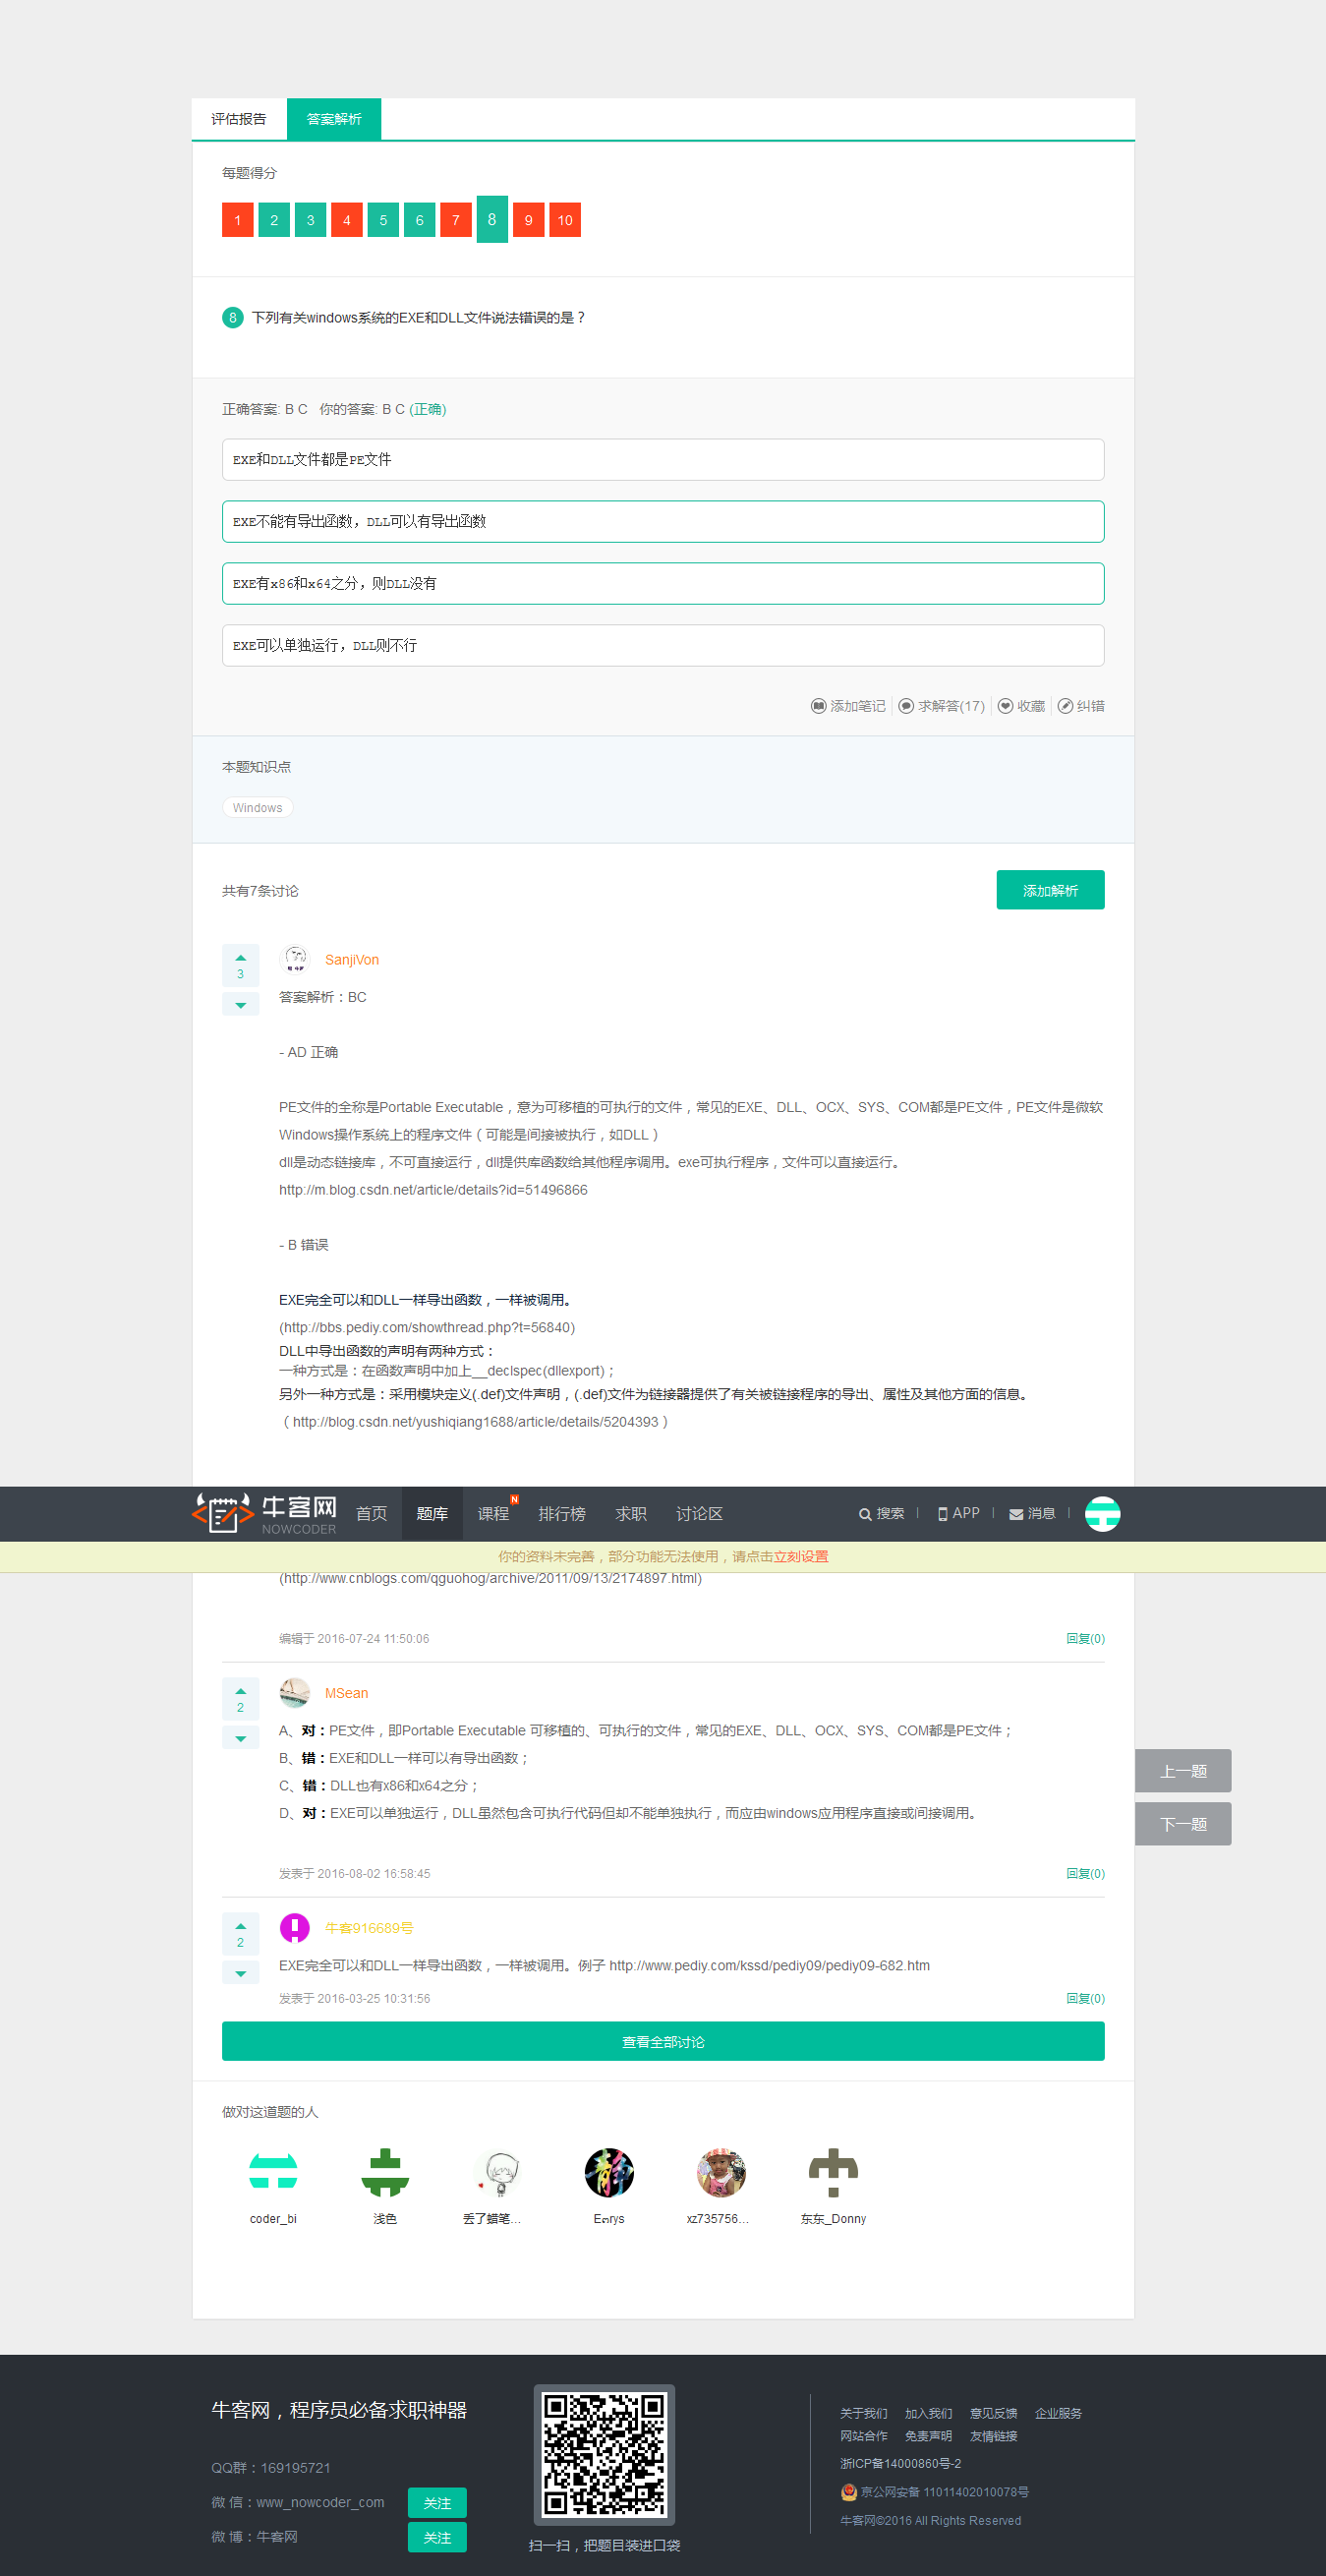 评估报告 答案解析
每题得分
1 2 3 4 5 6 7 8 9 10
8 下列有关windows系统的EXE和DLL文件说法错误的是？
正确答案: B C 你的答案: B C (正确)
EXE和DLL文件都是PE文件
EXE不能有导出函数，DLL可以有导出函数
EXE有x86和x64之分，则DLL没有
EXE可以单独运行，DLL则不行
添加笔记 求解答(17) 收藏 纠错
本题知识点
Windows
共有7条讨论 添加解析
3 SanjiVon
答案解析：BC
- AD 正确
PE文件的全称是Portable Executable，意为可移植的可执行的文件，常见的EXE、DLL、OCX、SYS、COM都是PE文件，PE文件是微软
Windows操作系统上的程序文件（可能是间接被执行，如DLL）
dll是动态链接库，不可直接运行，dll提供库函数给其他程序调用。exe可执行程序，文件可以直接运行。
http://m.blog.csdn.net/article/details?id=51496866
- B 错误
EXE完全可以和DLL一样导出函数，一样被调用。
(http://bbs.pediy.com/showthread.php?t=56840)
DLL中导出函数的声明有两种方式：
一种方式是：在函数声明中加上__declspec(dllexport)；
另外一种方式是：采用模块定义(.def)文件声明，(.def)文件为链接器提供了有关被链接程序的导出、属性及其他方面的信息。
（http://blog.csdn.net/yushiqiang1688/article/details/5204393）
牛客网 NOWCODER 首页 题库 课程 N 排行榜 求职 讨论区 搜索 APP 消息
你的资料未完善，部分功能无法使用，请点击立刻设置
(http://www.cnblogs.com/qguohog/archive/2011/09/13/2174897.html)
编辑于 2016-07-24 11:50:06 回复(0)
2 MSean
A、对：PE文件，即Portable Executable 可移植的、可执行的文件，常见的EXE、DLL、OCX、SYS、COM都是PE文件；
B、错：EXE和DLL一样可以有导出函数；
C、错：DLL也有x86和x64之分；
D、对：EXE可以单独运行，DLL虽然包含可执行代码但却不能单独执行，而应由windows应用程序直接或间接调用。
上一题
下一题
发表于 2016-08-02 16:58:45 回复(0)
2 牛客916689号
EXE完全可以和DLL一样导出函数，一样被调用。例子 http://www.pediy.com/kssd/pediy09/pediy09-682.htm
发表于 2016-03-25 10:31:56 回复(0)
查看全部讨论
做对这道题的人
静
coder_bi 浅色 丢了蜡笔... Eทrys xz735756... 东东_Donny
牛客网，程序员必备求职神器
QQ群：169195721
微 信：www_nowcoder_com 关注
微 博：牛客网 关注
扫一扫，把题目装进口袋
关于我们 加入我们 意见反馈 企业服务
网站合作 免责声明 友情链接
浙ICP备14000860号-2
京公网安备 11011402010078号
牛客网©2016 All Rights Reserved